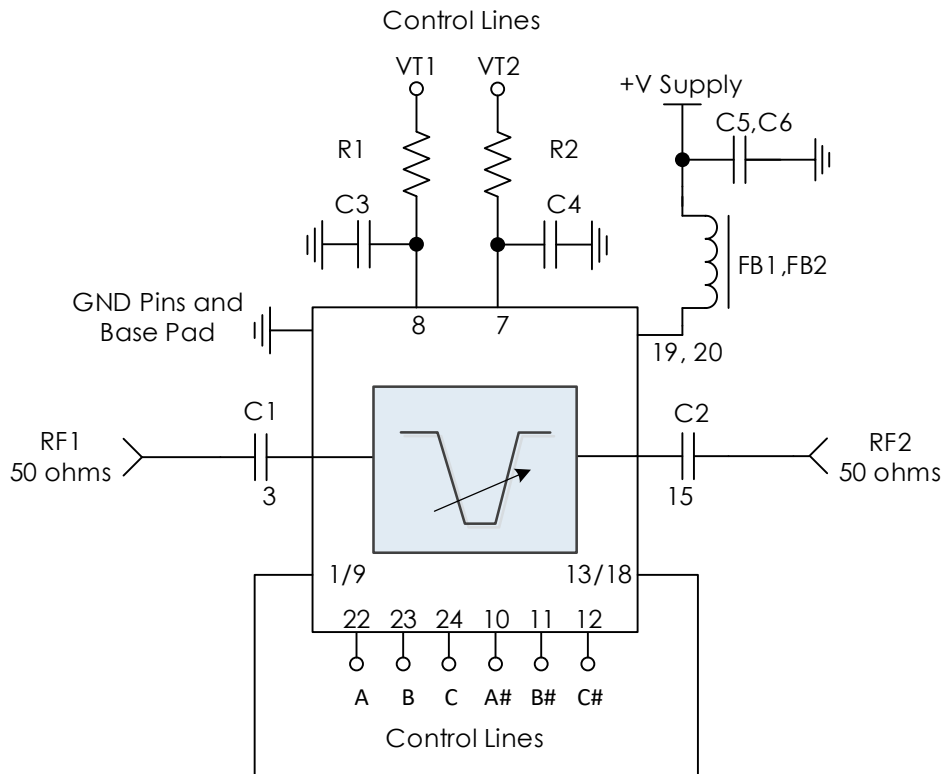 Control Lines
VT1
VT2
+V Supply
C5,C6
R1
R2
C3
C4
FB1,FB2
GND Pins and
Base Pad
8
7
19, 20
C1
C2
RF1
50 ohms
RF2
50 ohms
3
15
1/9
13/18
22 23 24 10 11 12
A B C A# B# C#
Control Lines